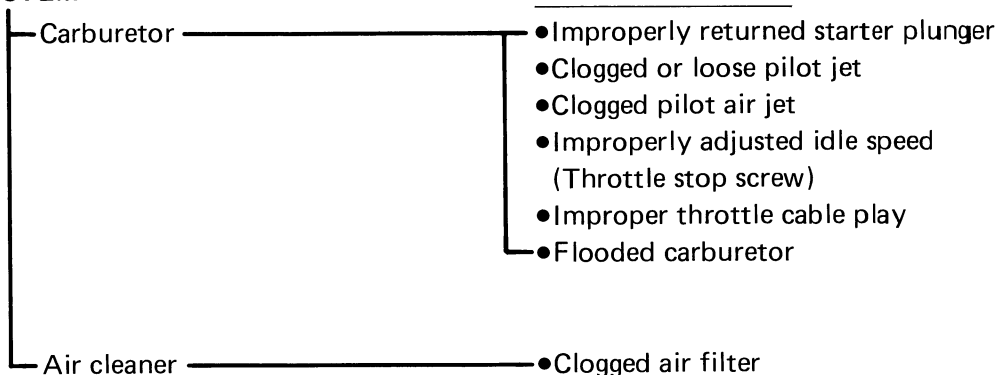 Carburetor
●Improperly returned starter plunger
●Clogged or loose pilot jet
●Clogged pilot air jet
●Improperly adjusted idle speed
(Throttle stop screw)
●Improper throttle cable play
●Flooded carburetor
Air cleaner
●Clogged air filter